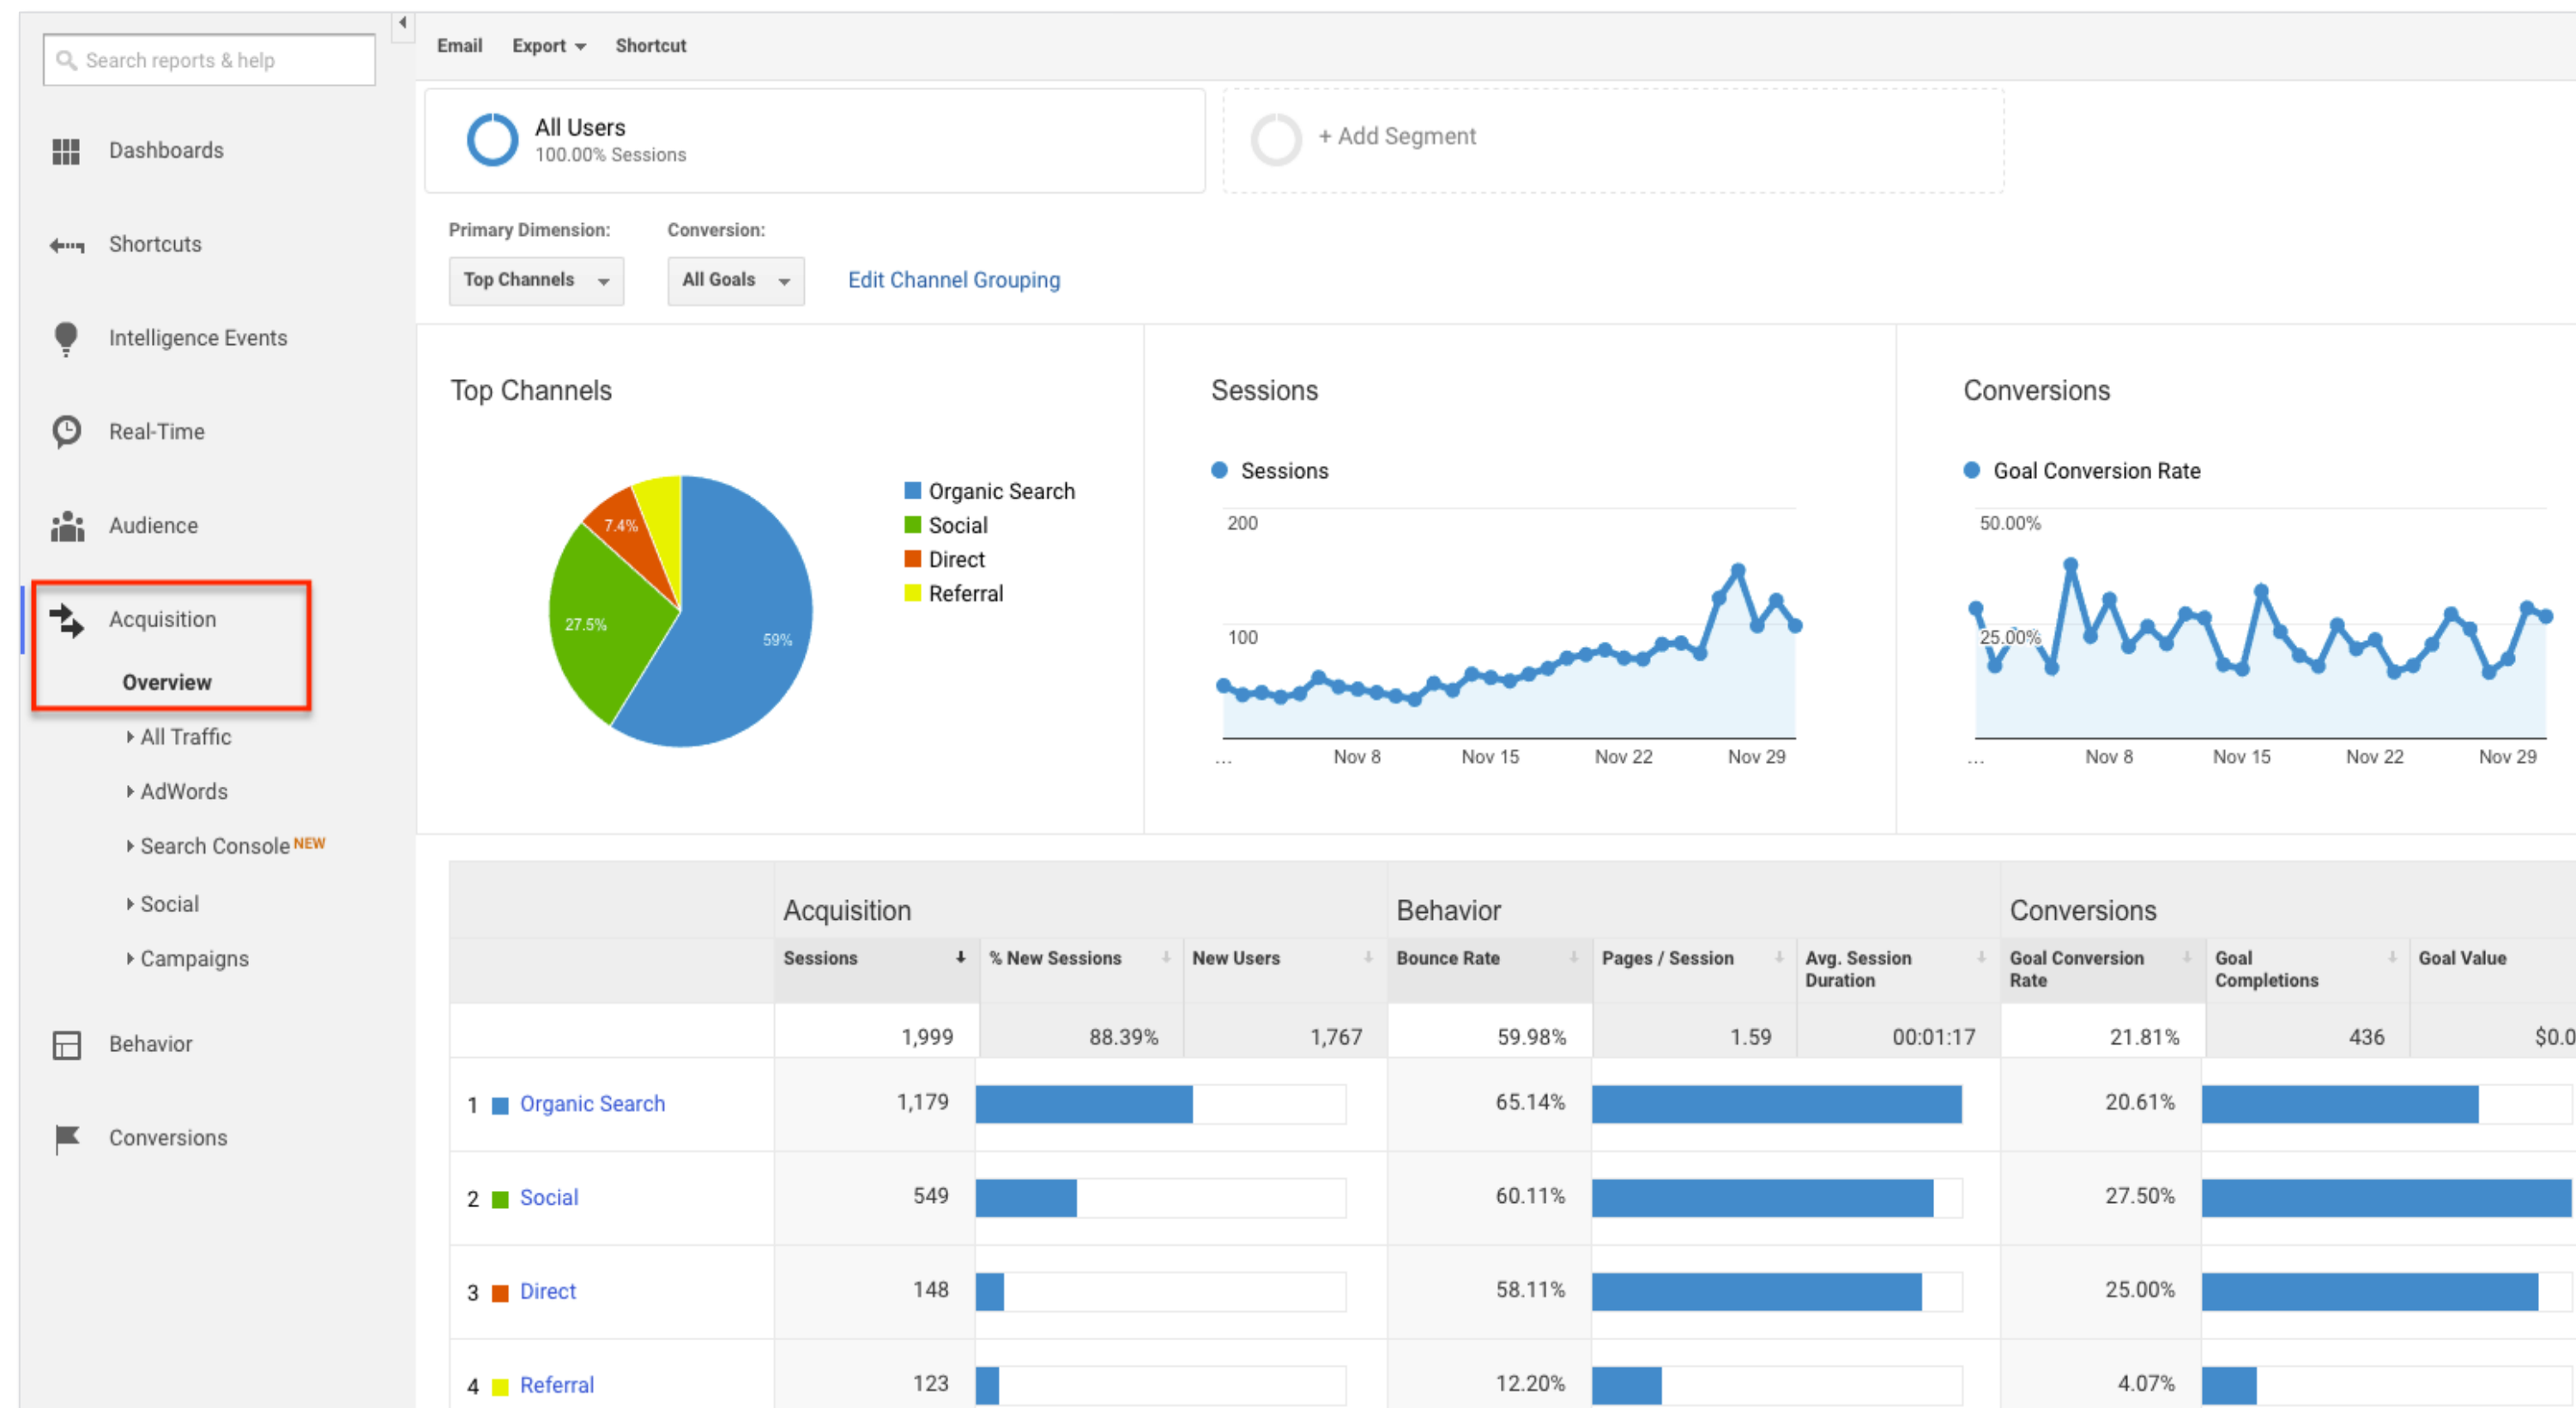 Search reports & help
Dashboards
Shortcuts
Intelligence Events
Real-Time
Audience
Acquisition
Overview
All Traffic
AdWords
Search Console NEW
Social
Campaigns
Behavior
Conversions
Email Export Shortcut
All Users
100.00% Sessions
+ Add Segment
Primary Dimension: Conversion:
Top Channels All Goals Edit Channel Grouping
Top Channels
7.4%
27.5%
59%
Organic Search
Social
Direct
Referral
Sessions
Sessions
200
100
... Nov 8 Nov 15 Nov 22 Nov 29
Conversions
Goal Conversion Rate
50.00%
25.00%
... Nov 8 Nov 15 Nov 22 Nov 29
Acquisition Behavior Conversions
Sessions % New Sessions New Users Bounce Rate Pages / Session Avg. Session Duration Goal Conversion Rate Goal Completions Goal Value
1,999 88.39% 1,767 59.98% 1.59 00:01:17 21.81% 436 $0.0
1 Organic Search 1,179 65.14% 20.61%
2 Social 549 60.11% 27.50%
3 Direct 148 58.11% 25.00%
4 Referral 123 12.20% 4.07%